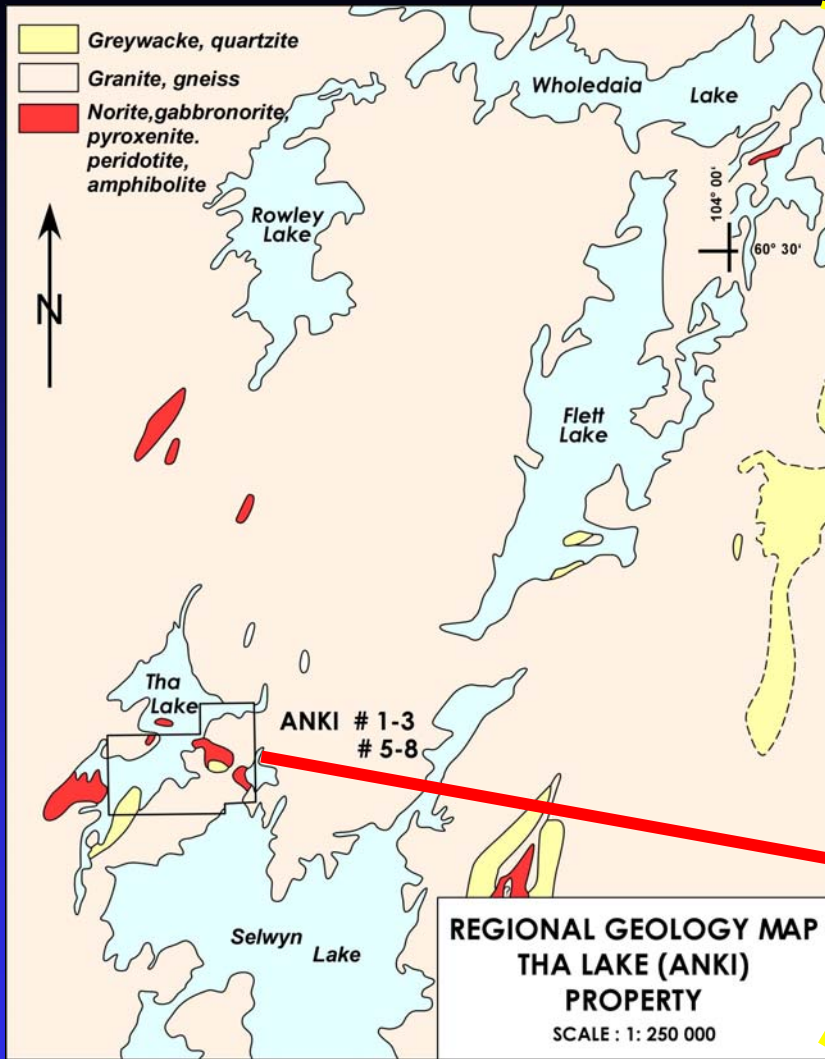 Greywacke, quartzite
Granite, gneiss
Norite,gabbronorite,
pyroxenite.
peridotite,
amphibolite
N
Wholedaia Lake
Rowley
Lake
104° 00'
60° 30'
Flett
Lake
Tha
Lake
ANKI # 1-3
# 5-8
Selwyn Lake
REGIONAL GEOLOGY MAP
THA LAKE (ANKI)
PROPERTY
SCALE : 1: 250 000